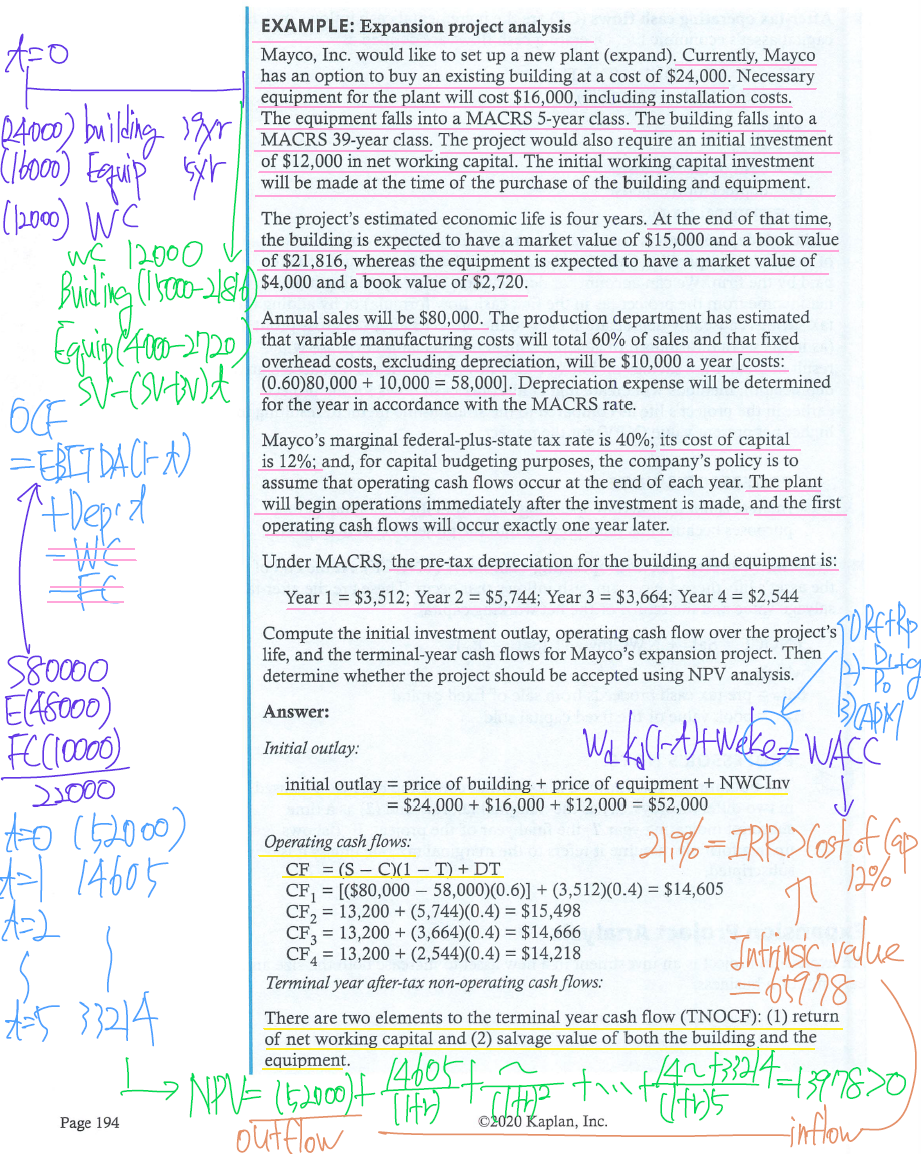 EXAMPLE: Expansion project analysis
Mayco, Inc. would like to set up a new plant (expand). Currently, Mayco
has an option to buy an existing building at a cost of $24,000. Necessary
equipment for the plant will cost $16,000, including installation costs.
The equipment falls into a MACRS 5-year class. The building falls into a
MACRS 39-year class. The project would also require an initial investment
of $12,000 in net working capital. The initial working capital investment
will be made at the time of the purchase of the building and equipment.
The project's estimated economic life is four years. At the end of that time,
the building is expected to have a market value of $15,000 and a book value
of $21,816, whereas the equipment is expected to have a market value of
$4,000 and a book value of $2,720.
Annual sales will be $80,000. The production department has estimated
that variable manufacturing costs will total 60% of sales and that fixed
overhead costs, excluding depreciation, will be $10,000 a year [costs:
(0.60)80,000 + 10,000 = 58,000]. Depreciation expense will be determined
for the year in accordance with the MACRS rate.
Mayco's marginal federal-plus-state tax rate is 40%; its cost of capital
is 12%; and, for capital budgeting purposes, the company's policy is to
assume that operating cash flows occur at the end of each year. The plant
will begin operations immediately after the investment is made, and the first
operating cash flows will occur exactly one year later.
Under MACRS, the pre-tax depreciation for the building and equipment is:
Year 1 = $3,512; Year 2 = $5,744; Year 3 = $3,664; Year 4 = $2,544
Compute the initial investment outlay, operating cash flow over the project's
life, and the terminal-year cash flows for Mayco's expansion project. Then
determine whether the project should be accepted using NPV analysis.
Answer:
Initial outlay:
initial outlay = price of building + price of equipment + NWCInv
= $24,000 + $16,000 + $12,000 = $52,000
Operating cash flows:
CF = (S – C)(1 – T) + DT
CF1 = [($80,000 – 58,000)(0.6)] + (3,512)(0.4) = $14,605
CF2 = 13,200 + (5,744)(0.4) = $15,498
CF3 = 13,200 + (3,664)(0.4) = $14,666
CF4 = 13,200 + (2,544)(0.4) = $14,218
Terminal year after-tax non-operating cash flows:
There are two elements to the terminal year cash flow (TNOCF): (1) return
of net working capital and (2) salvage value of both the building and the
equipment.
Page 194
©2020 Kaplan, Inc.
t=0
(24000) building 39yr
(16000) Equip 5yr
(12000) WC
WC 12000
Building (15000-21816)
Equip (4000-2720)
SV-(SV-BV)t
OCF
=EBITDA(1-t)
+Dep·t
-WC
-FC
S80000
E(48000)
FC(10000)
22000
t=0 (52000)
t=1 14605
t=2
t=5 33214
1) Rf+Rp
2) D1/P0+g
3) CAPM
Wd kd(1-t)+Weke=WACC
21%=IRR>Cost of Cap
12%
Intrinsic value
=65978
NPV= (52000)+14605/(1+r)+~/(1+r)2+...+14~+33214/(1+r)5=13978>0
outflow
inflow